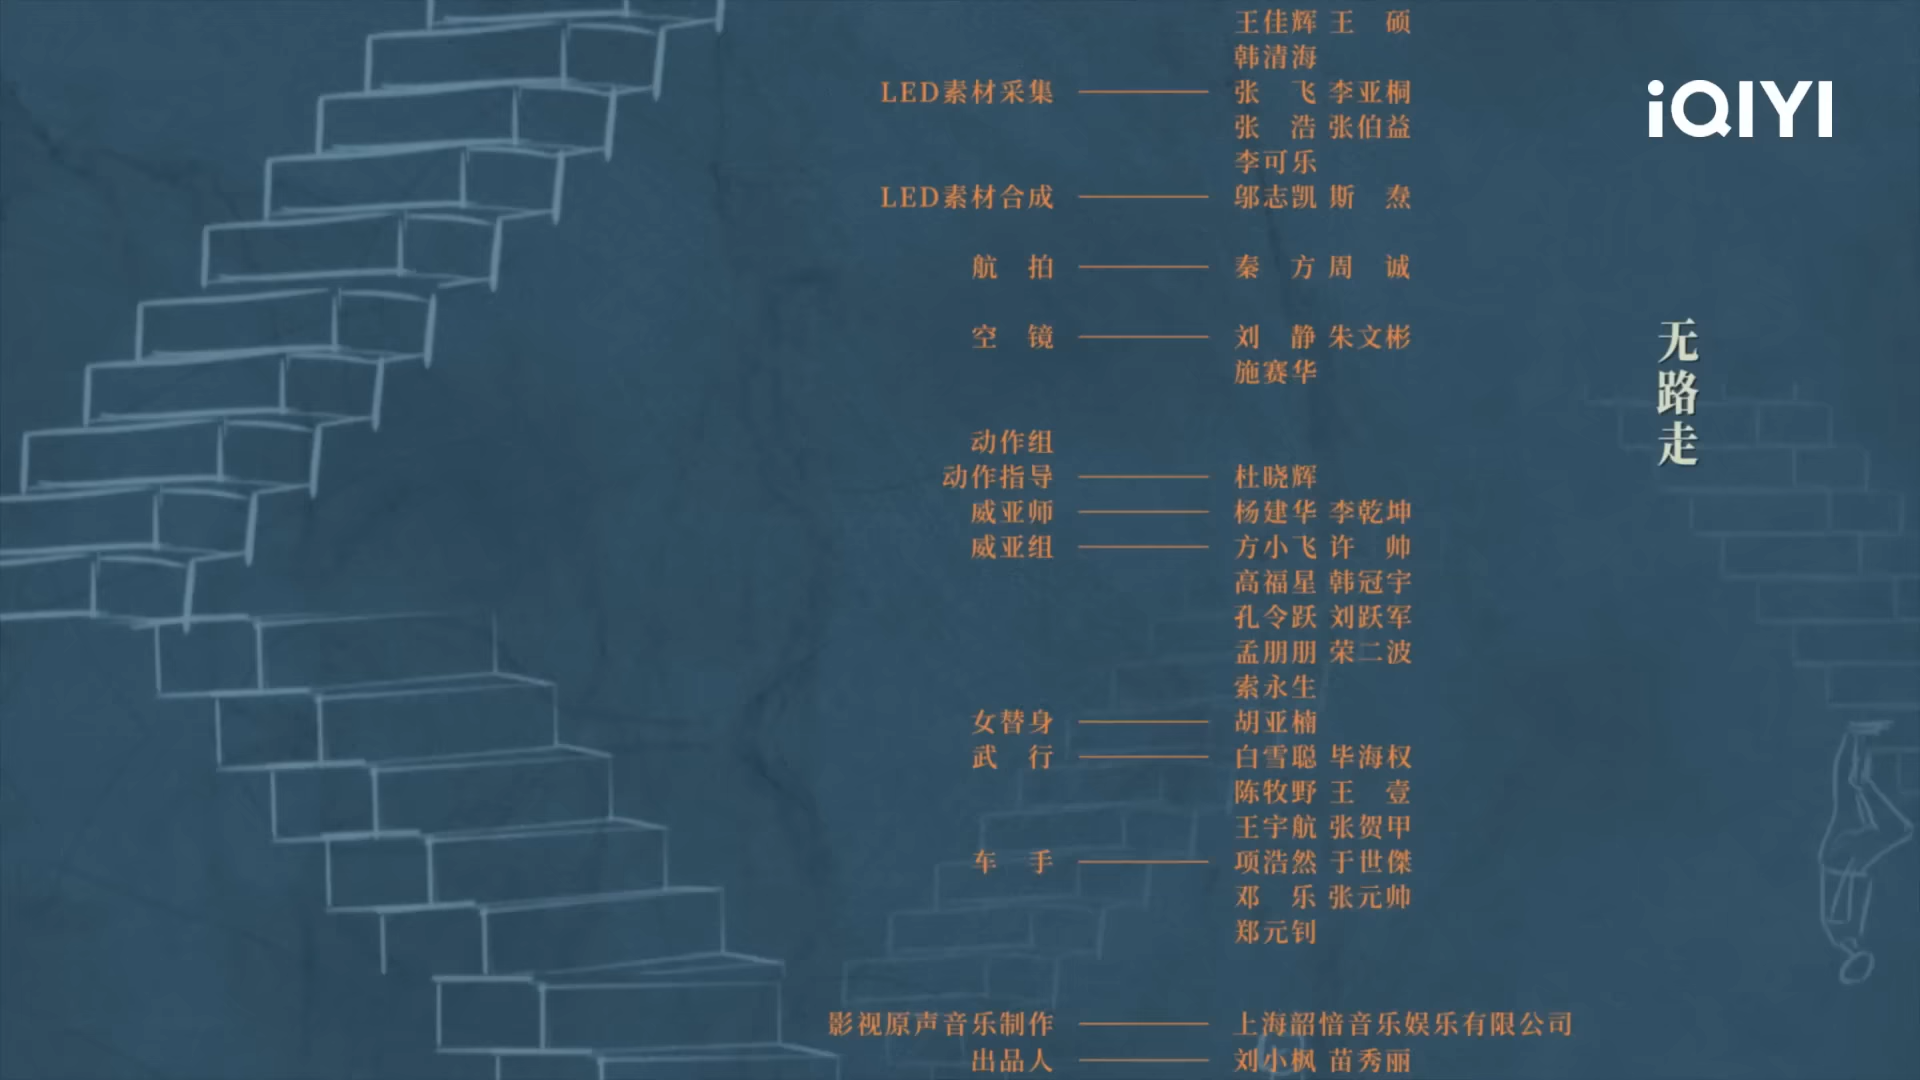 王佳辉 王 硕
韩清海
LED素材采集 张 飞 李亚桐
张 浩 张伯益
李可乐
LED素材合成 邬志凯 斯 焘
航 拍 秦 方 周 诚
空 镜 刘 静 朱文彬
施赛华
动作组
动作指导 杜晓辉
威亚师 杨建华 李乾坤
威亚组 方小飞 许 帅
高福星 韩冠宇
孔令跃 刘跃军
孟朋朋 荣二波
索永生
女替身 胡亚楠
武 行 白雪聪 毕海权
陈牧野 王 壹
王宇航 张贺甲
车 手 项浩然 于世傑
邓 乐 张元帅
郑元钊
影视原声音乐制作 上海韶愔音乐娱乐有限公司
出品人 刘小枫 苗秀丽
iQIYI
无路走